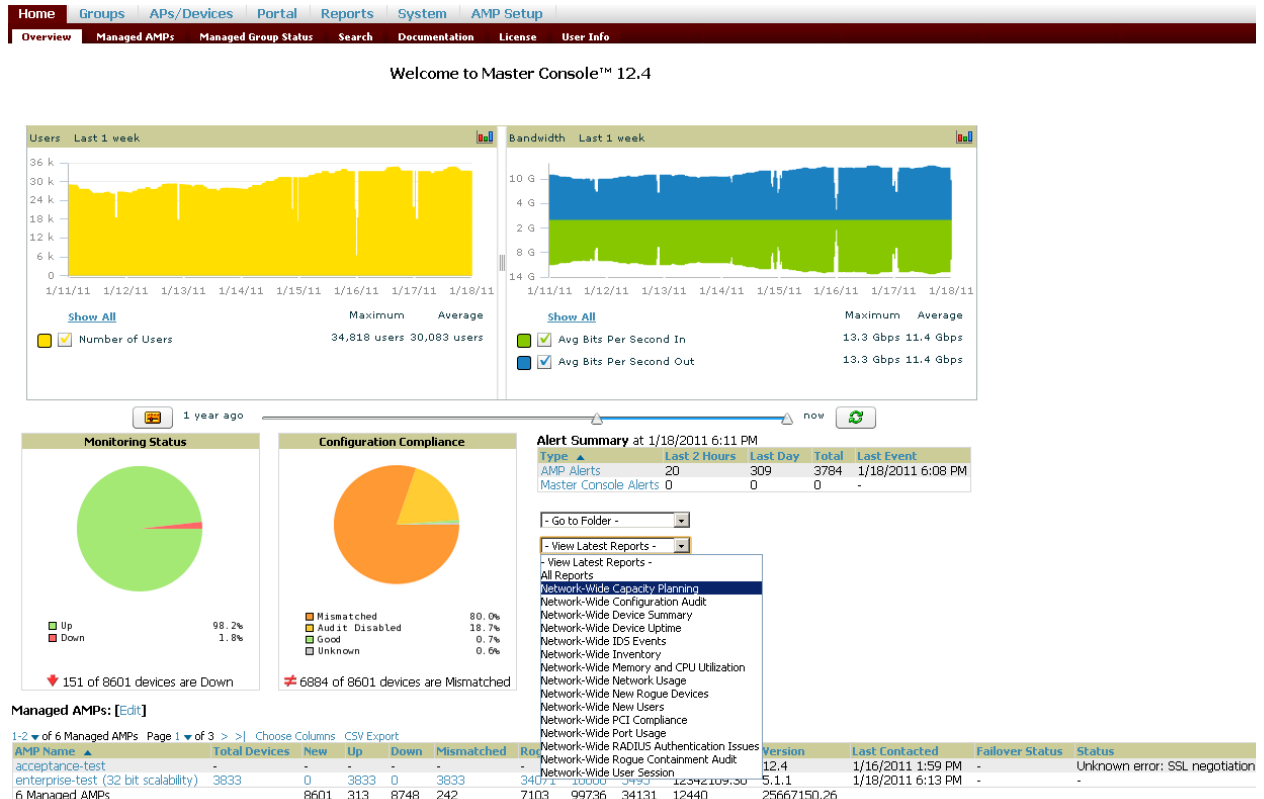 Home Groups APs/Devices Portal Reports System AMP Setup
Overview Managed AMPs Managed Group Status Search Documentation License User Info
Welcome to Master Console™ 12.4
Users Last 1 week
36 k
30 k
24 k
18 k
12 k
6 k
0
1/11/11 1/12/11 1/13/11 1/14/11 1/15/11 1/16/11 1/17/11 1/18/11
Show All Maximum Average
Number of Users 34,818 users 30,083 users
Bandwidth Last 1 week
10 G
4 G
2 G
8 G
14 G
1/11/11 1/12/11 1/13/11 1/14/11 1/15/11 1/16/11 1/17/11 1/18/11
Show All Maximum Average
Avg Bits Per Second In 13.3 Gbps 11.4 Gbps
Avg Bits Per Second Out 13.3 Gbps 11.4 Gbps
1 year ago now
Monitoring Status
Up 98.2%
Down 1.8%
151 of 8601 devices are Down
Configuration Compliance
Mismatched 80.0%
Audit Disabled 18.7%
Good 0.7%
Unknown 0.6%
≠ 6884 of 8601 devices are Mismatched
Alert Summary at 1/18/2011 6:11 PM
Type Last 2 Hours Last Day Total Last Event
AMP Alerts 20 309 3784 1/18/2011 6:08 PM
Master Console Alerts 0 0 0 -
- Go to Folder -
- View Latest Reports -
- View Latest Reports -
All Reports
Network-Wide Capacity Planning
Network-Wide Configuration Audit
Network-Wide Device Summary
Network-Wide Device Uptime
Network-Wide IDS Events
Network-Wide Inventory
Network-Wide Memory and CPU Utilization
Network-Wide Network Usage
Network-Wide New Rogue Devices
Network-Wide New Users
Network-Wide PCI Compliance
Network-Wide Port Usage
Network-Wide RADIUS Authentication Issues
Network-Wide Rogue Containment Audit
Network-Wide User Session
Managed AMPs: [Edit]
1-2 of 6 Managed AMPs Page 1 of 3 > >| Choose Columns CSV Export
AMP Name Total Devices New Up Down Mismatched Version Last Contacted Failover Status Status
acceptance-test - - - - - - 12.4 1/16/2011 1:59 PM - Unknown error: SSL negotiation
enterprise-test (32 bit scalability) 3833 0 3833 0 3833 34071 5.1.1 1/18/2011 6:13 PM - -
6 Managed AMPs 8601 313 8748 242 7103 99736 34131 12440 25667150.26